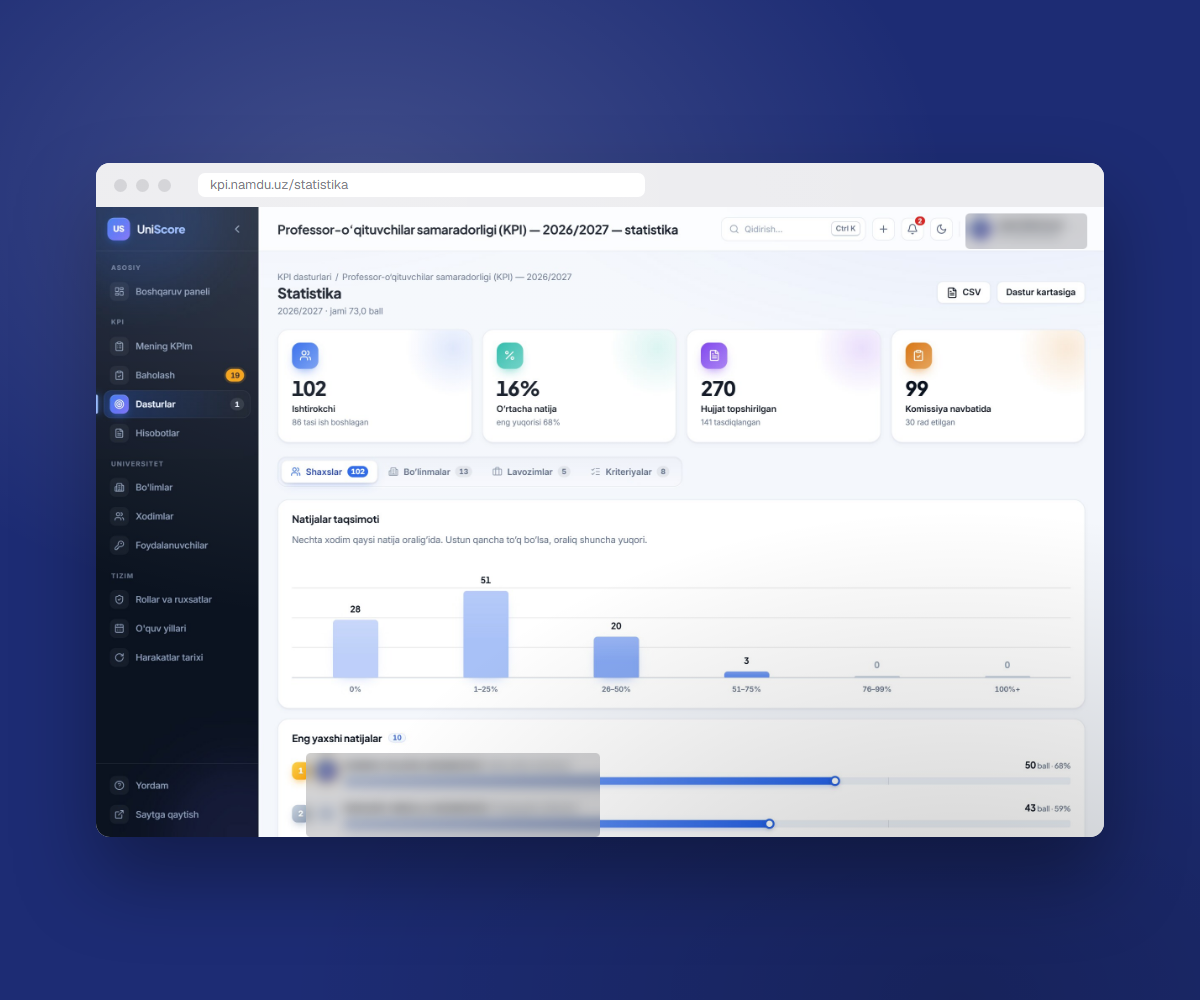 kpi.namdu.uz/statistika
US UniScore
ASOSIY
Boshqaruv paneli
KPI
Mening KPIm
Baholash 19
Dasturlar 1
Hisobotlar
UNIVERSITET
Bo'limlar
Xodimlar
Foydalanuvchilar
TIZIM
Rollar va ruxsatlar
O'quv yillari
Harakatlar tarixi
Yordam
Saytga qaytish
Professor-o'qituvchilar samaradorligi (KPI) — 2026/2027 — statistika
Qidirish... Ctrl K
2
KPI dasturlari / Professor-o'qituvchilar samaradorligi (KPI) — 2026/2027
Statistika
2026/2027 · jami 73,0 ball
CSV
Dastur kartasiga
102
Ishtirokchi
86 tasi ish boshlagan
16%
O'rtacha natija
eng yuqorisi 68%
270
Hujjat topshirilgan
141 tasdiqlangan
99
Komissiya navbatida
30 rad etilgan
Shaxslar 102 Bo'linmalar 13 Lavozimlar 5 Kriteriyalar 8
Natijalar taqsimoti
Nechta xodim qaysi natija oralig'ida. Ustun qancha to'q bo'lsa, oraliq shuncha yuqori.
28 51 20 3 0 0
0% 1–25% 26–50% 51–75% 76–99% 100%+
Eng yaxshi natijalar 10
1 50 ball · 68%
2 43 ball · 59%